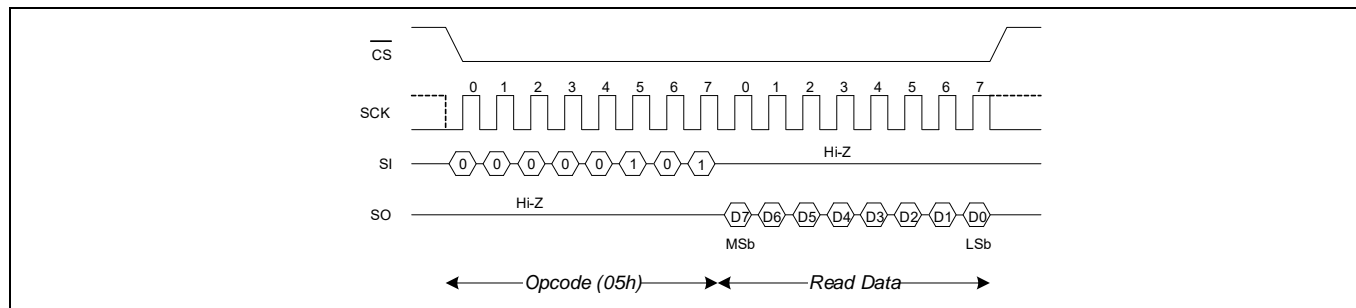 CS
0 1 2 3 4 5 6 7 0 1 2 3 4 5 6 7
SCK
Hi-Z
SI 0 0 0 0 0 1 0 1
Hi-Z
SO D7 D6 D5 D4 D3 D2 D1 D0
MSb LSb
Opcode (05h) Read Data